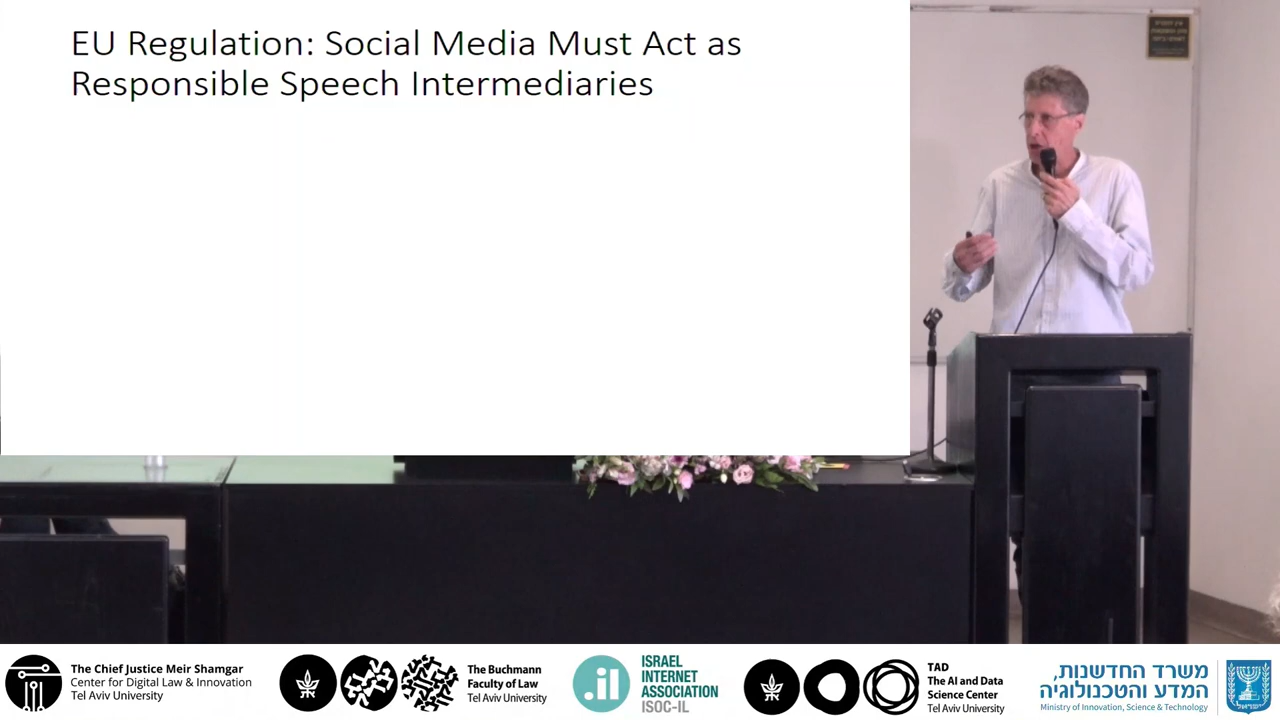 EU Regulation: Social Media Must Act as
Responsible Speech Intermediaries
The Chief Justice Meir Shamgar
Center for Digital Law & Innovation
Tel Aviv University
The Buchmann
Faculty of Law
Tel Aviv University
.il
ISRAEL
INTERNET
ASSOCIATION
ISOC-IL
TAD
The AI and Data
Science Center
Tel Aviv University
משרד החדשנות,
המדע והטכנולוגיה
Ministry of Innovation, Science & Technology